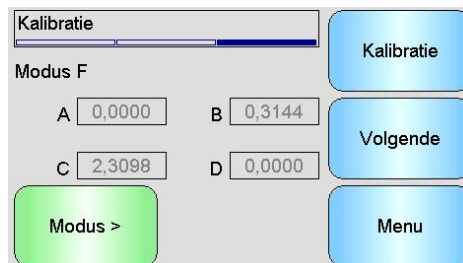 Kalibratie
Kalibratie
Modus F
A 0,0000 B 0,3144
Volgende
C 2,3098 D 0,0000
Modus >
Menu